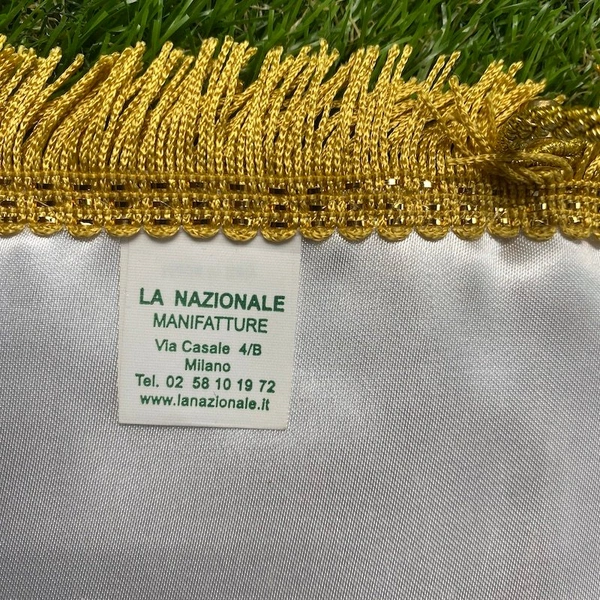 LA NAZIONALE
MANIFATTURE
Via Casale 4/B
Milano
Tel. 02 58 10 19 72
www.lanazionale.it